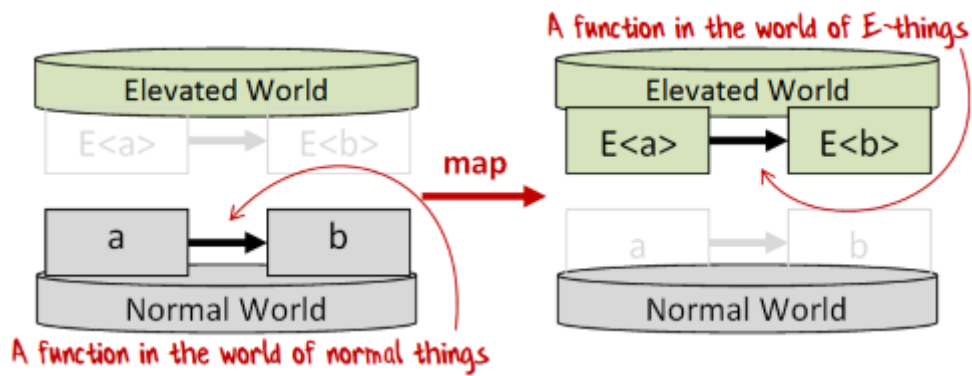 A function in the world of E-things
Elevated World
E<a>
E<b>
map
a
b
Normal World
A function in the world of normal things
Elevated World
E<a>
E<b>
a
b
Normal World